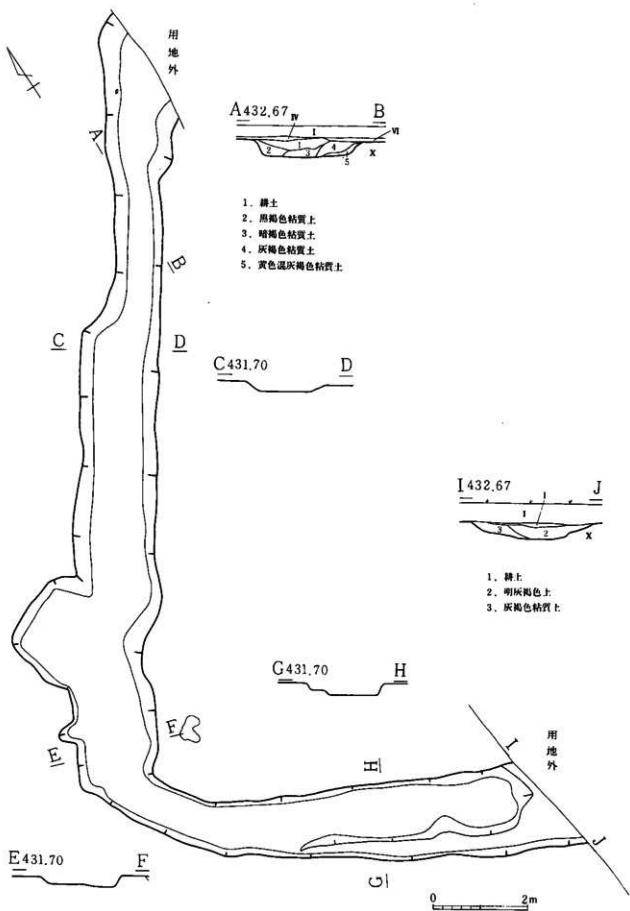 用地外
A 432.67 B
IV
I
VI
1
2
3
4
5
X
1. 耕土
2. 黒褐色粘質土
3. 暗褐色粘質土
4. 灰褐色粘質土
5. 黄色混灰褐色粘質土
A
B
C
D
C 431.70 D
I 432.67 J
I
1
3
2
X
1. 耕土
2. 明灰褐色土
3. 灰褐色粘質土
G 431.70 H
F
E
H
I
用地外
J
G
E 431.70 F
0 2m